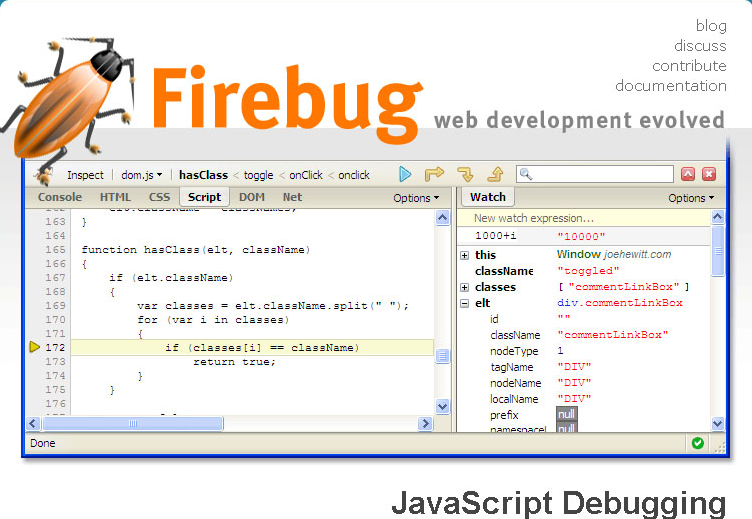 blog
discuss
contribute
documentation
Firebug web development evolved
Inspect dom.js hasClass < toggle < onClick < onclick
Console HTML CSS Script DOM Net Options
Watch Options
163 }
164
165 function hasClass(elt, className)
166 {
167 if (elt.className)
168 {
169 var classes = elt.className.split(" ");
170 for (var i in classes)
171 {
172 if (classes[i] == className)
173 return true;
174 }
175 }
176
New watch expression...
1000+i "10000"
this Window joehewitt.com
className "toggled"
classes ["commentLinkBox"]
elt div.commentLinkBox
id ""
className "commentLinkBox"
nodeType 1
tagName "DIV"
nodeName "DIV"
localName "DIV"
prefix null
null
Done
JavaScript Debugging